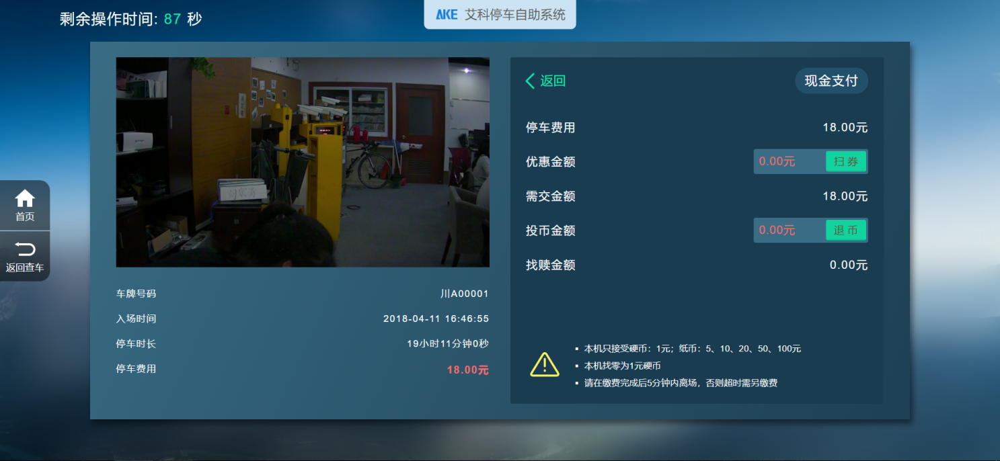 剩余操作时间: 87 秒
AKE 艾科停车自助系统
首页
返回查车
车牌号码 川A00001
入场时间 2018-04-11 16:46:55
停车时长 19小时11分钟0秒
停车费用 18.00元
返回 现金支付
停车费用 18.00元
优惠金额 0.00元 扫券
需交金额 18.00元
投币金额 0.00元 退币
找赎金额 0.00元
本机只接受硬币：1元；纸币：5、10、20、50、100元
本机找零为1元硬币
请在缴费完成后5分钟内离场，否则超时需另缴费